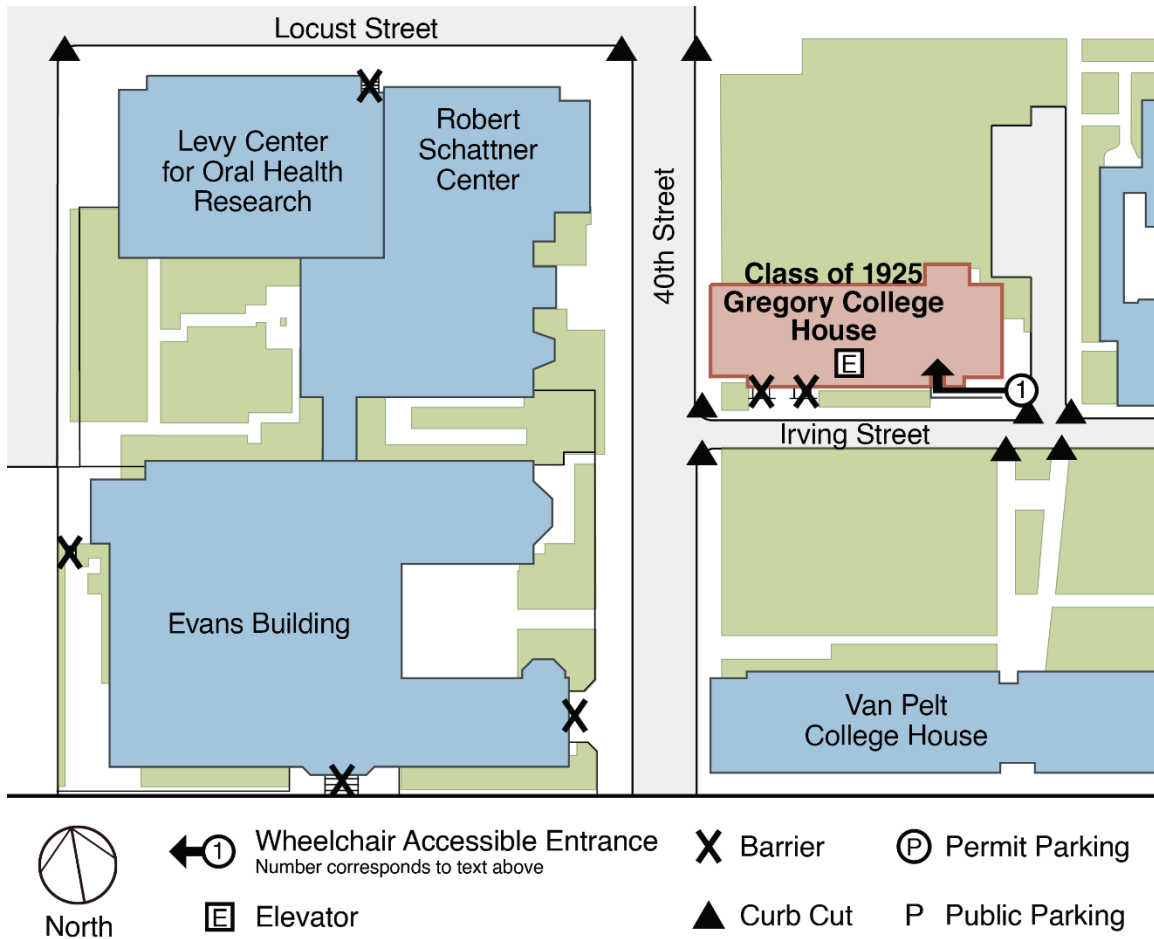 Locust Street
Levy Center
for Oral Health
Research
Robert
Schattner
Center
40th Street
Class of 1925
Gregory College
House
E
1
Irving Street
Evans Building
Van Pelt
College House
North
1
Wheelchair Accessible Entrance
Number corresponds to text above
E Elevator
Barrier
Curb Cut
P Permit Parking
P Public Parking